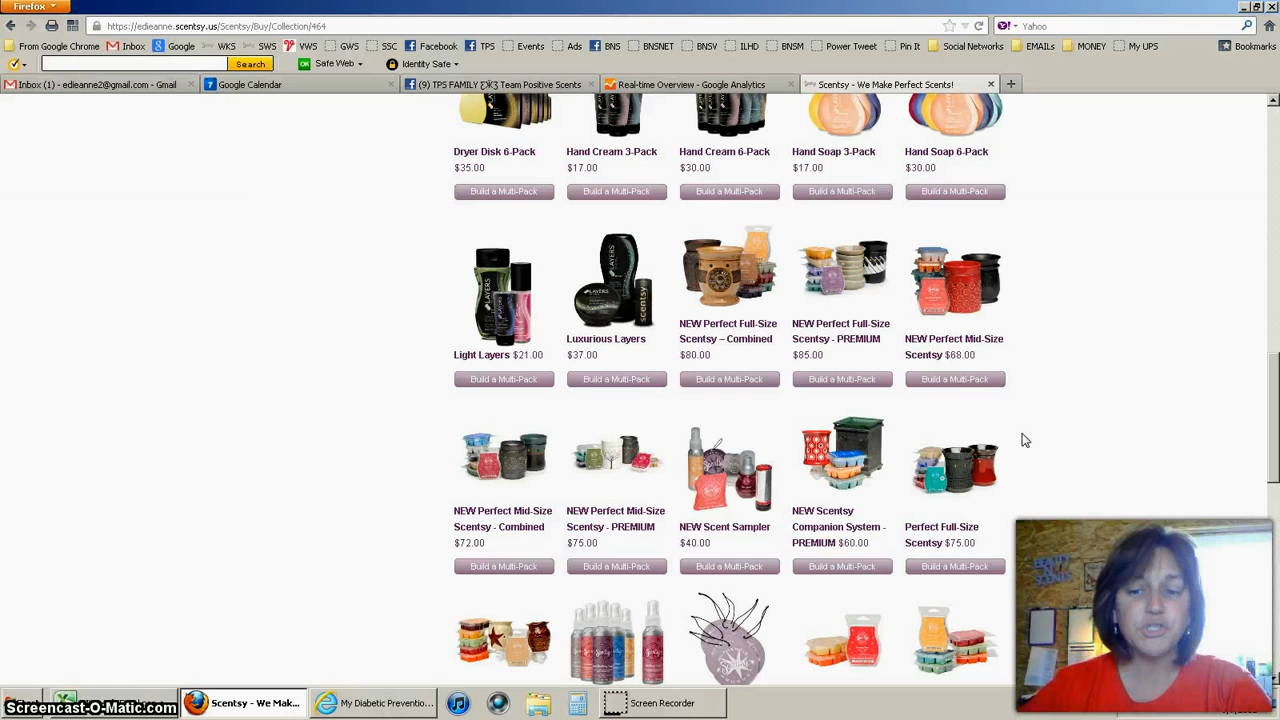 Firefox
https://edieanne.scentsy.us/Scentsy/Buy/Collection/464
Yahoo
From Google Chrome Inbox Google WKS SWS VWS GWS SSC Facebook TPS Events Ads BNS BNSNET BNSV ILHD BNSM Power Tweet Pin It Social Networks EMAILs MONEY My UPS Bookmarks
Search Safe Web Identity Safe
Inbox (1) - edieanne2@gmail.com - Gmail
Google Calendar
(9) TPS FAMILY Ƹ̵̡Ӝ̵̨̄Ʒ Team Positive Scents
Real-time Overview - Google Analytics
Scentsy - We Make Perfect Scents!
Dryer Disk 6-Pack Hand Cream 3-Pack Hand Cream 6-Pack Hand Soap 3-Pack Hand Soap 6-Pack
$35.00 $17.00 $30.00 $17.00 $30.00
Build a Multi-Pack Build a Multi-Pack Build a Multi-Pack Build a Multi-Pack Build a Multi-Pack
LAYERS
scentsy
Light Layers $21.00
Luxurious Layers
$37.00
NEW Perfect Full-Size
Scentsy – Combined
$80.00
NEW Perfect Full-Size
Scentsy - PREMIUM
$85.00
NEW Perfect Mid-Size
Scentsy $68.00
Build a Multi-Pack Build a Multi-Pack Build a Multi-Pack Build a Multi-Pack Build a Multi-Pack
NEW Perfect Mid-Size
Scentsy - Combined
$72.00
NEW Perfect Mid-Size
Scentsy - PREMIUM
$75.00
NEW Scent Sampler
$40.00
NEW Scentsy
Companion System -
PREMIUM $60.00
Perfect Full-Size
Scentsy $75.00
Build a Multi-Pack Build a Multi-Pack Build a Multi-Pack Build a Multi-Pack Build a Multi-Pack
Scentsy - We Ma...
My Diabetic Preventio...
Screen Recorder
Screencast-O-Matic.com